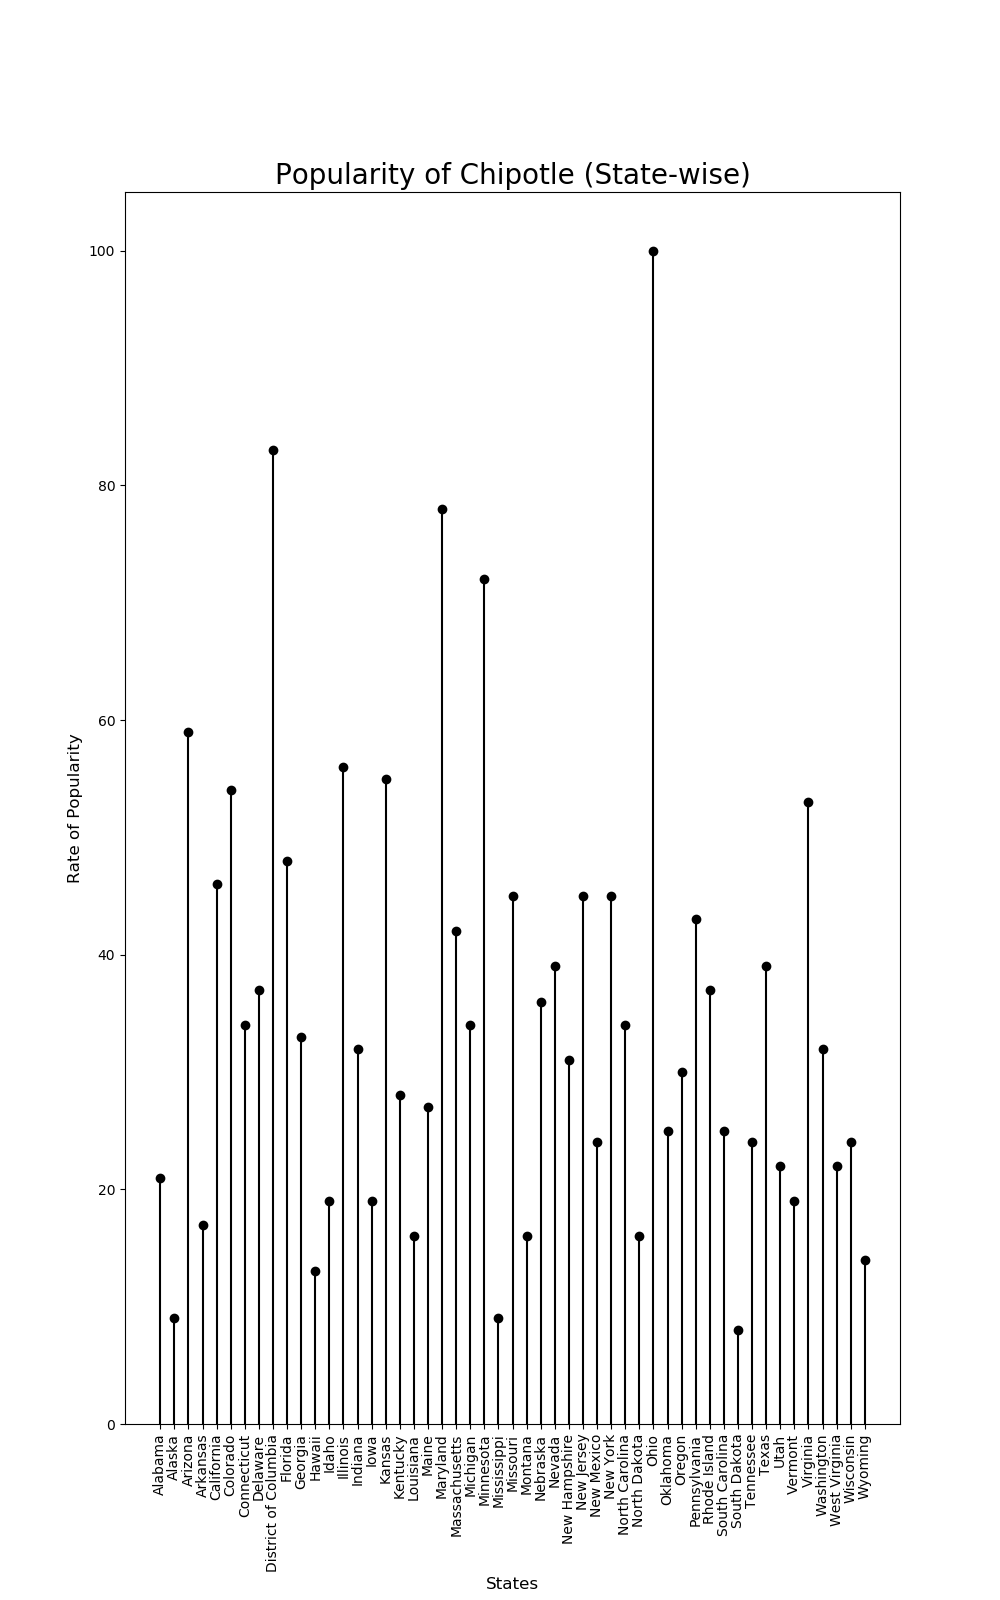 Popularity of Chipotle (State-wise)
100
80
60
40
20
0
Rate of Popularity
Alabama
Alaska
Arizona
Arkansas
California
Colorado
Connecticut
Delaware
District of Columbia
Florida
Georgia
Hawaii
Idaho
Illinois
Indiana
Iowa
Kansas
Kentucky
Louisiana
Maine
Maryland
Massachusetts
Michigan
Minnesota
Mississippi
Missouri
Montana
Nebraska
Nevada
New Hampshire
New Jersey
New Mexico
New York
North Carolina
North Dakota
Ohio
Oklahoma
Oregon
Pennsylvania
Rhode Island
South Carolina
South Dakota
Tennessee
Texas
Utah
Vermont
Virginia
Washington
West Virginia
Wisconsin
Wyoming
States